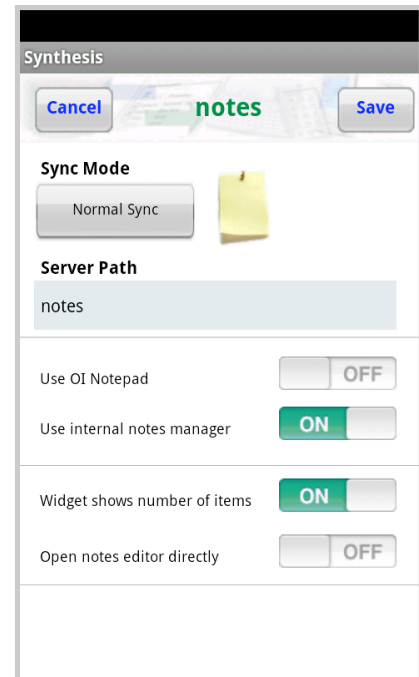 Synthesis
Cancel notes Save
Sync Mode
Normal Sync
Server Path
notes
Use OI Notepad OFF
Use internal notes manager ON
Widget shows number of items ON
Open notes editor directly OFF